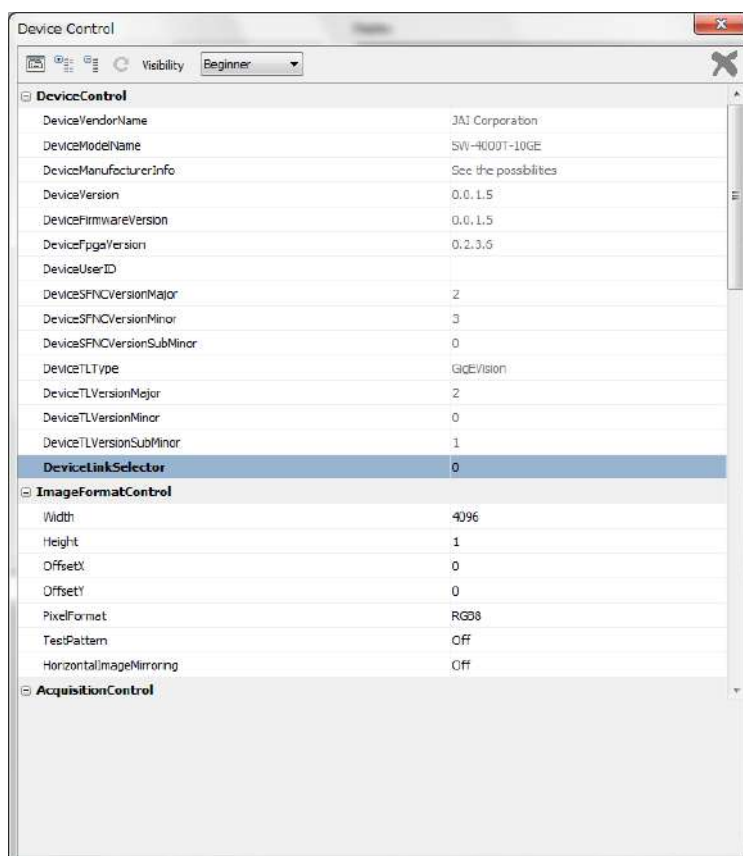 Device Control
Visibility Beginner
DeviceControl
DeviceVendorName JAI Corporation
DeviceModelName SW-4000T-10GE
DeviceManufacturerInfo See the possibilities
DeviceVersion 0.0.1.5
DeviceFirmwareVersion 0.0.1.5
DeviceFpgaVersion 0.2.3.6
DeviceUserID
DeviceSFNCVersionMajor 2
DeviceSFNCVersionMinor 3
DeviceSFNCVersionSubMinor 0
DeviceTLType GigEVision
DeviceTLVersionMajor 2
DeviceTLVersionMinor 0
DeviceTLVersionSubMinor 1
DeviceLinkSelector 0
ImageFormatControl
Width 4096
Height 1
OffsetX 0
OffsetY 0
PixelFormat RGB8
TestPattern Off
HorizontalImageMirroring Off
AcquisitionControl